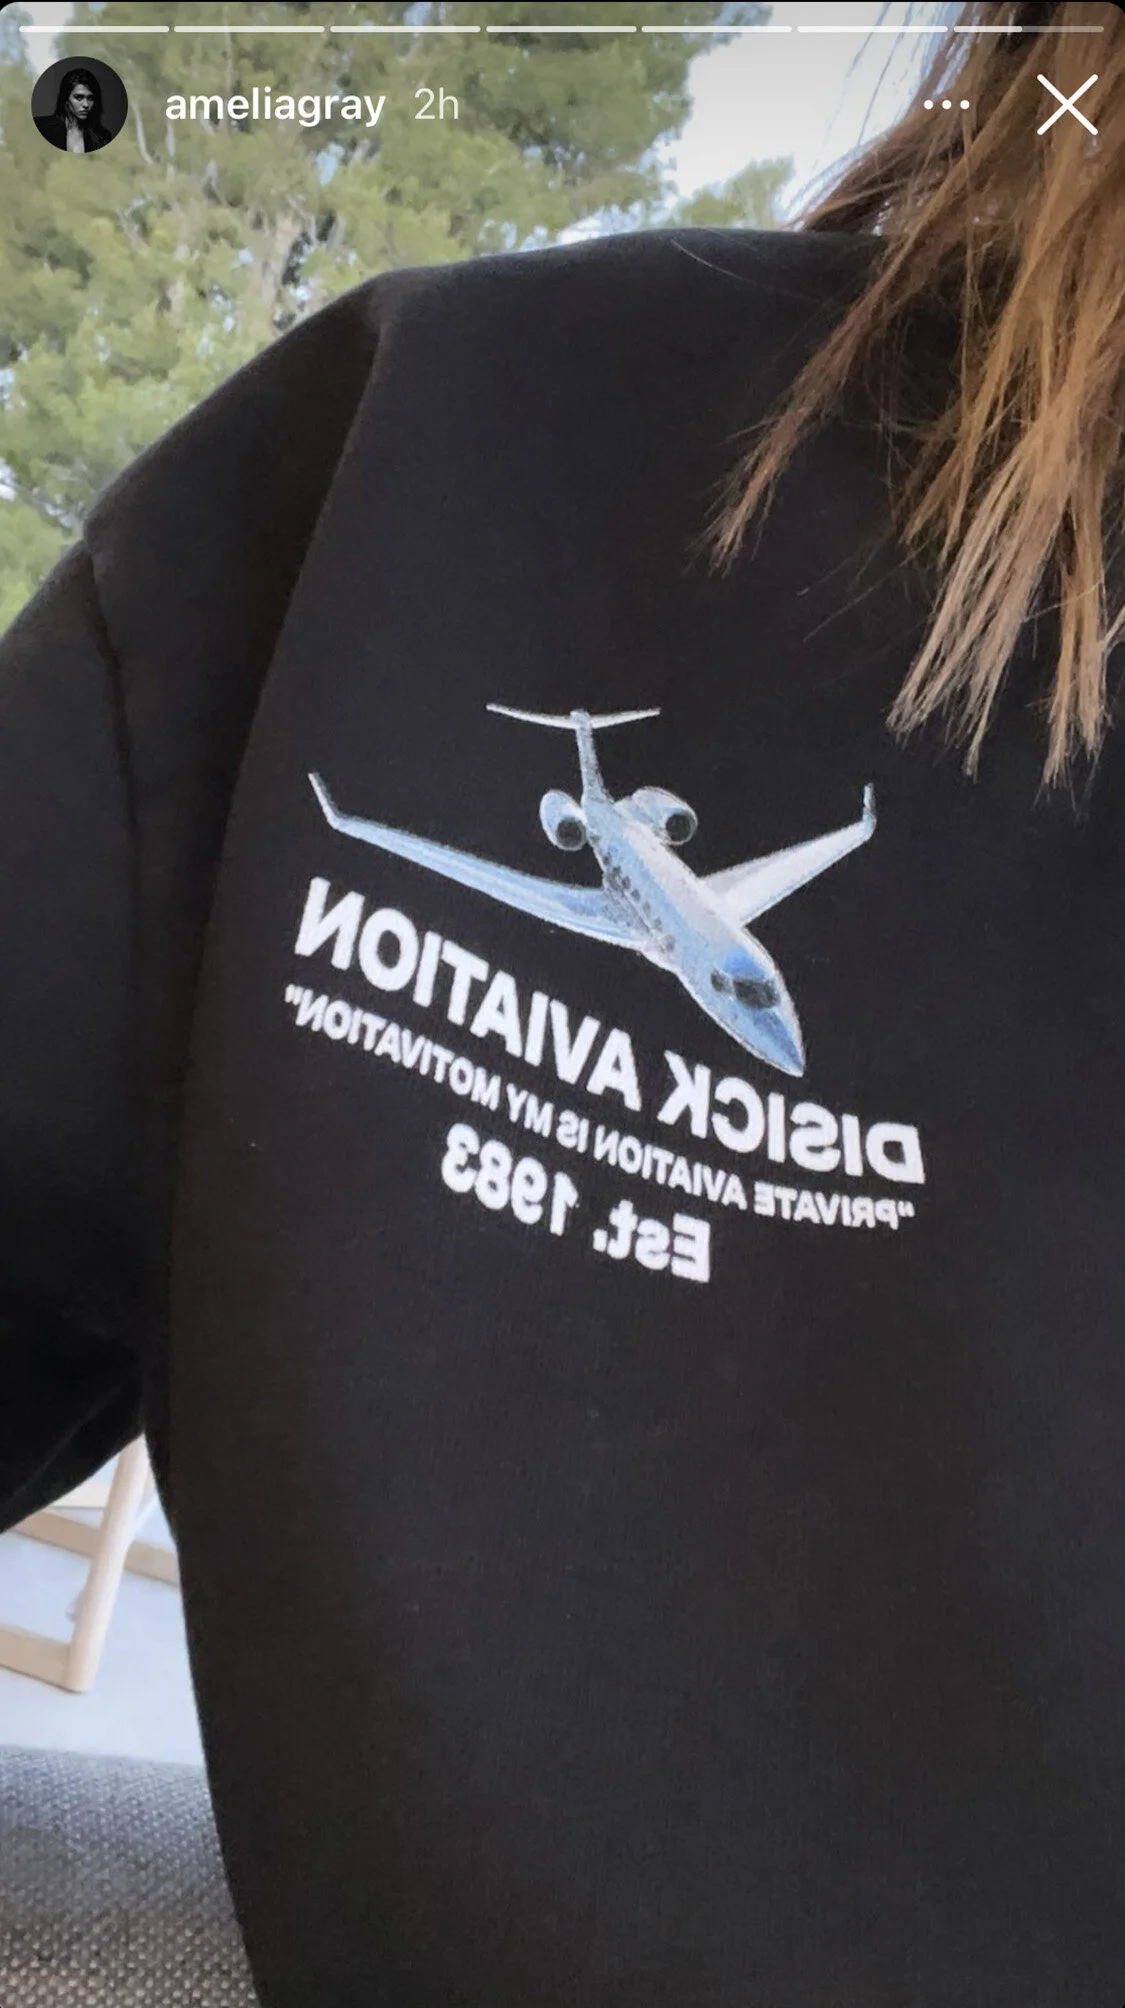 ameliagray 2h
DISICK AVIATION
"PRIVATE AVIATION IS MY MOTIVATION"
Est. 1983